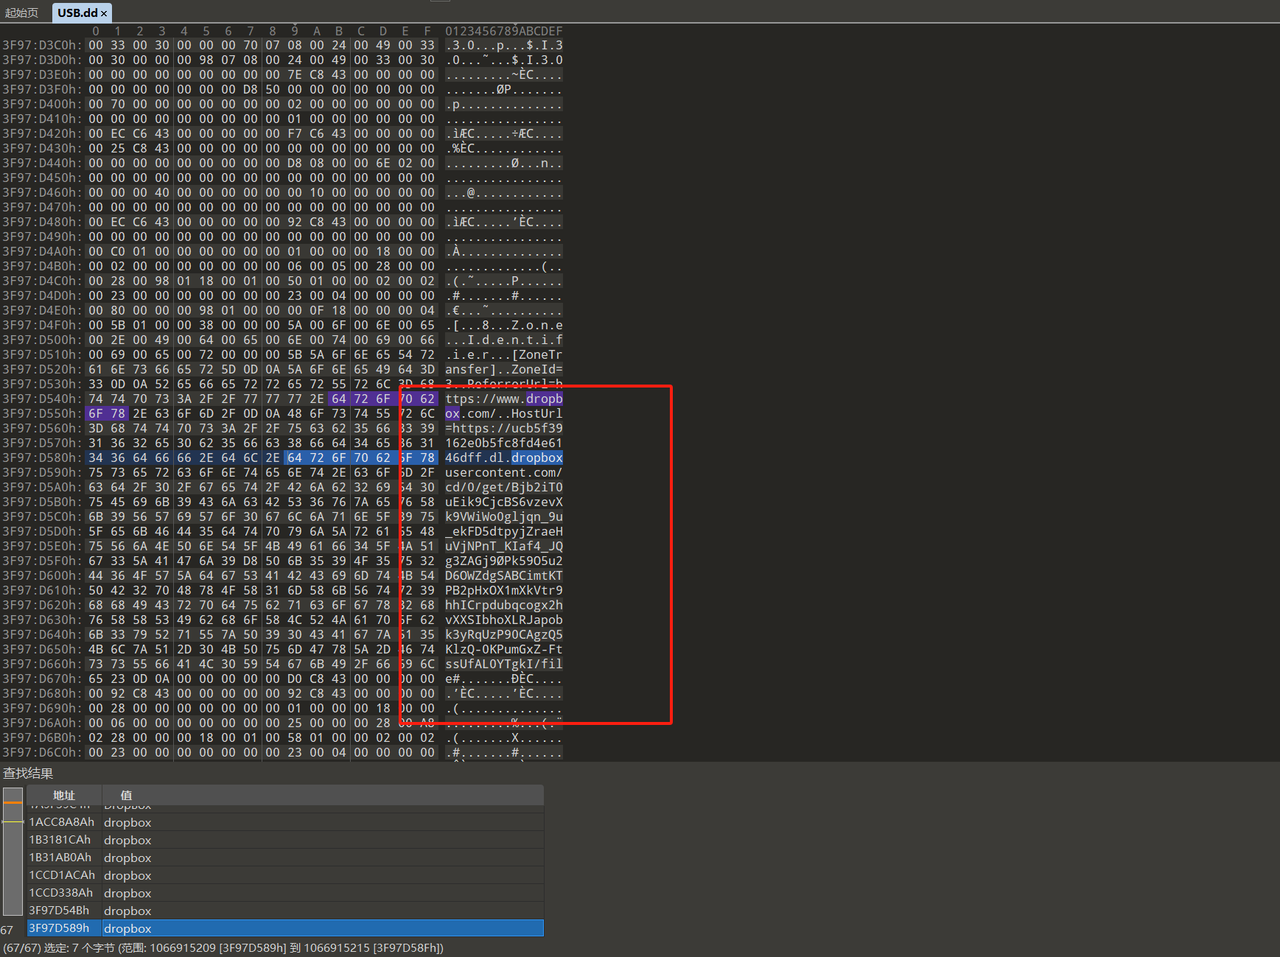 起始页 USB.dd ×
0 1 2 3 4 5 6 7 8 9 A B C D E F 0123456789ABCDEF
3F97:D3C0h: 00 33 00 30 00 00 00 70 07 08 00 24 00 49 00 33 .3.0...p...$.I.3
3F97:D3D0h: 00 30 00 00 00 98 07 08 00 24 00 49 00 33 00 30 .0...˜...$.I.3.0
3F97:D3E0h: 00 00 00 00 00 00 00 00 00 7E C8 43 00 00 00 00 .........~ÈC....
3F97:D3F0h: 00 00 00 00 00 00 00 D8 50 00 00 00 00 00 00 00 .......ØP.......
3F97:D400h: 00 70 00 00 00 00 00 00 00 02 00 00 00 00 00 00 .p..............
3F97:D410h: 00 00 00 00 00 00 00 00 00 01 00 00 00 00 00 00 ................
3F97:D420h: 00 EC C6 43 00 00 00 00 00 F7 C6 43 00 00 00 00 .ìÆC.....÷ÆC....
3F97:D430h: 00 25 C8 43 00 00 00 00 00 00 00 00 00 00 00 00 .%ÈC............
3F97:D440h: 00 00 00 00 00 00 00 00 00 D8 08 00 00 6E 02 00 .........Ø...n..
3F97:D450h: 00 00 00 00 00 00 00 00 00 00 00 00 00 00 00 00 ................
3F97:D460h: 00 00 00 40 00 00 00 00 00 00 10 00 00 00 00 00 ...@............
3F97:D470h: 00 00 00 00 00 00 00 00 00 00 00 00 00 00 00 00 ................
3F97:D480h: 00 EC C6 43 00 00 00 00 00 92 C8 43 00 00 00 00 .ìÆC.....’ÈC....
3F97:D490h: 00 00 00 00 00 00 00 00 00 00 00 00 00 00 00 00 ................
3F97:D4A0h: 00 C0 01 00 00 00 00 00 00 01 00 00 00 18 00 00 .À..............
3F97:D4B0h: 00 02 00 00 00 00 00 00 00 06 00 05 00 28 00 00 .............(..
3F97:D4C0h: 00 28 00 98 01 18 00 01 00 50 01 00 00 02 00 02 .(.˜.....P......
3F97:D4D0h: 00 23 00 00 00 00 00 00 00 23 00 04 00 00 00 00 .#.......#......
3F97:D4E0h: 00 80 00 00 00 98 01 00 00 00 0F 18 00 00 00 04 .€...˜..........
3F97:D4F0h: 00 5B 01 00 00 38 00 00 00 5A 00 6F 00 6E 00 65 .[...8...Z.o.n.e
3F97:D500h: 00 2E 00 49 00 64 00 65 00 6E 00 74 00 69 00 66 ...I.d.e.n.t.i.f
3F97:D510h: 00 69 00 65 00 72 00 00 00 5B 5A 6F 6E 65 54 72 .i.e.r...[ZoneTr
3F97:D520h: 61 6E 73 66 65 72 5D 0D 0A 5A 6F 6E 65 49 64 3D ansfer]..ZoneId=
3F97:D530h: 33 0D 0A 52 65 66 65 72 72 65 72 55 72 6C 3D 68 3..ReferrerUrl=h
3F97:D540h: 74 74 70 73 3A 2F 2F 77 77 77 2E 64 72 6F 70 62 ttps://www.dropb
3F97:D550h: 6F 78 2E 63 6F 6D 2F 0D 0A 48 6F 73 74 55 72 6C ox.com/..HostUrl
3F97:D560h: 3D 68 74 74 70 73 3A 2F 2F 75 63 62 35 66 33 39 =https://ucb5f39
3F97:D570h: 31 36 32 65 30 62 35 66 63 38 66 64 34 65 36 31 162e0b5fc8fd4e61
3F97:D580h: 34 36 64 66 66 2E 64 6C 2E 64 72 6F 70 62 6F 78 46dff.dl.dropbox
3F97:D590h: 75 73 65 72 63 6F 6E 74 65 6E 74 2E 63 6F 6D 2F usercontent.com/
3F97:D5A0h: 63 64 2F 30 2F 67 65 74 2F 42 6A 62 32 69 54 30 cd/0/get/Bjb2iT0
3F97:D5B0h: 75 45 69 6B 39 43 6A 63 42 53 36 76 7A 65 76 58 uEik9CjcBS6vzevX
3F97:D5C0h: 6B 39 56 57 69 57 6F 30 67 6C 6A 71 6E 5F 39 75 k9VWiWo0gljqn_9u
3F97:D5D0h: 5F 65 6B 46 44 35 64 74 70 79 6A 5A 72 61 65 48 _ekFD5dtpyjZraeH
3F97:D5E0h: 75 56 6A 4E 50 6E 54 5F 4B 49 61 66 34 5F 4A 51 uVjNPnT_KIaf4_JQ
3F97:D5F0h: 67 33 5A 41 47 6A 39 D8 50 6B 35 39 4F 35 75 32 g3ZAGj9ØPk59O5u2
3F97:D600h: 44 36 4F 57 5A 64 67 53 41 42 43 69 6D 74 4B 54 D6OWZdgSABCimtKT
3F97:D610h: 50 42 32 70 48 78 4F 58 31 6D 58 6B 56 74 72 39 PB2pHxOX1mXkVtr9
3F97:D620h: 68 68 49 43 72 70 64 75 62 71 63 6F 67 78 32 68 hhICrpdubqcogx2h
3F97:D630h: 76 58 58 53 49 62 68 6F 58 4C 52 4A 61 70 6F 62 vXXSIbhoXLRJapob
3F97:D640h: 6B 33 79 52 71 55 7A 50 39 30 43 41 67 7A 51 35 k3yRqUzP90CAgzQ5
3F97:D650h: 4B 6C 7A 51 2D 30 4B 50 75 6D 47 78 5A 2D 46 74 KlzQ-0KPumGxZ-Ft
3F97:D660h: 73 73 55 66 41 4C 30 59 54 67 6B 49 2F 66 69 6C ssUfAL0YTgkI/fil
3F97:D670h: 65 23 0D 0A 00 00 00 00 00 D0 C8 43 00 00 00 00 e#.......ÐÈC....
3F97:D680h: 00 92 C8 43 00 00 00 00 00 92 C8 43 00 00 00 00 .’ÈC.....’ÈC....
3F97:D690h: 00 28 00 00 00 00 00 00 00 01 00 00 00 18 00 00 .(..............
3F97:D6A0h: 00 06 00 00 00 00 00 00 00 25 00 00 00 28 00 A8 .........%...(.¨
3F97:D6B0h: 02 28 00 00 00 18 00 01 00 58 01 00 00 02 00 02 .(.......X......
3F97:D6C0h: 00 23 00 00 00 00 00 00 00 23 00 04 00 00 00 00 .#.......#......
查找结果
地址 值
1ACC8A8Ah dropbox
1B3181CAh dropbox
1B31AB0Ah dropbox
1CCD1ACAh dropbox
1CCD338Ah dropbox
3F97D54Bh dropbox
67 3F97D589h dropbox
(67/67) 选定: 7 个字节 (范围: 1066915209 [3F97D589h] 到 1066915215 [3F97D58Fh])